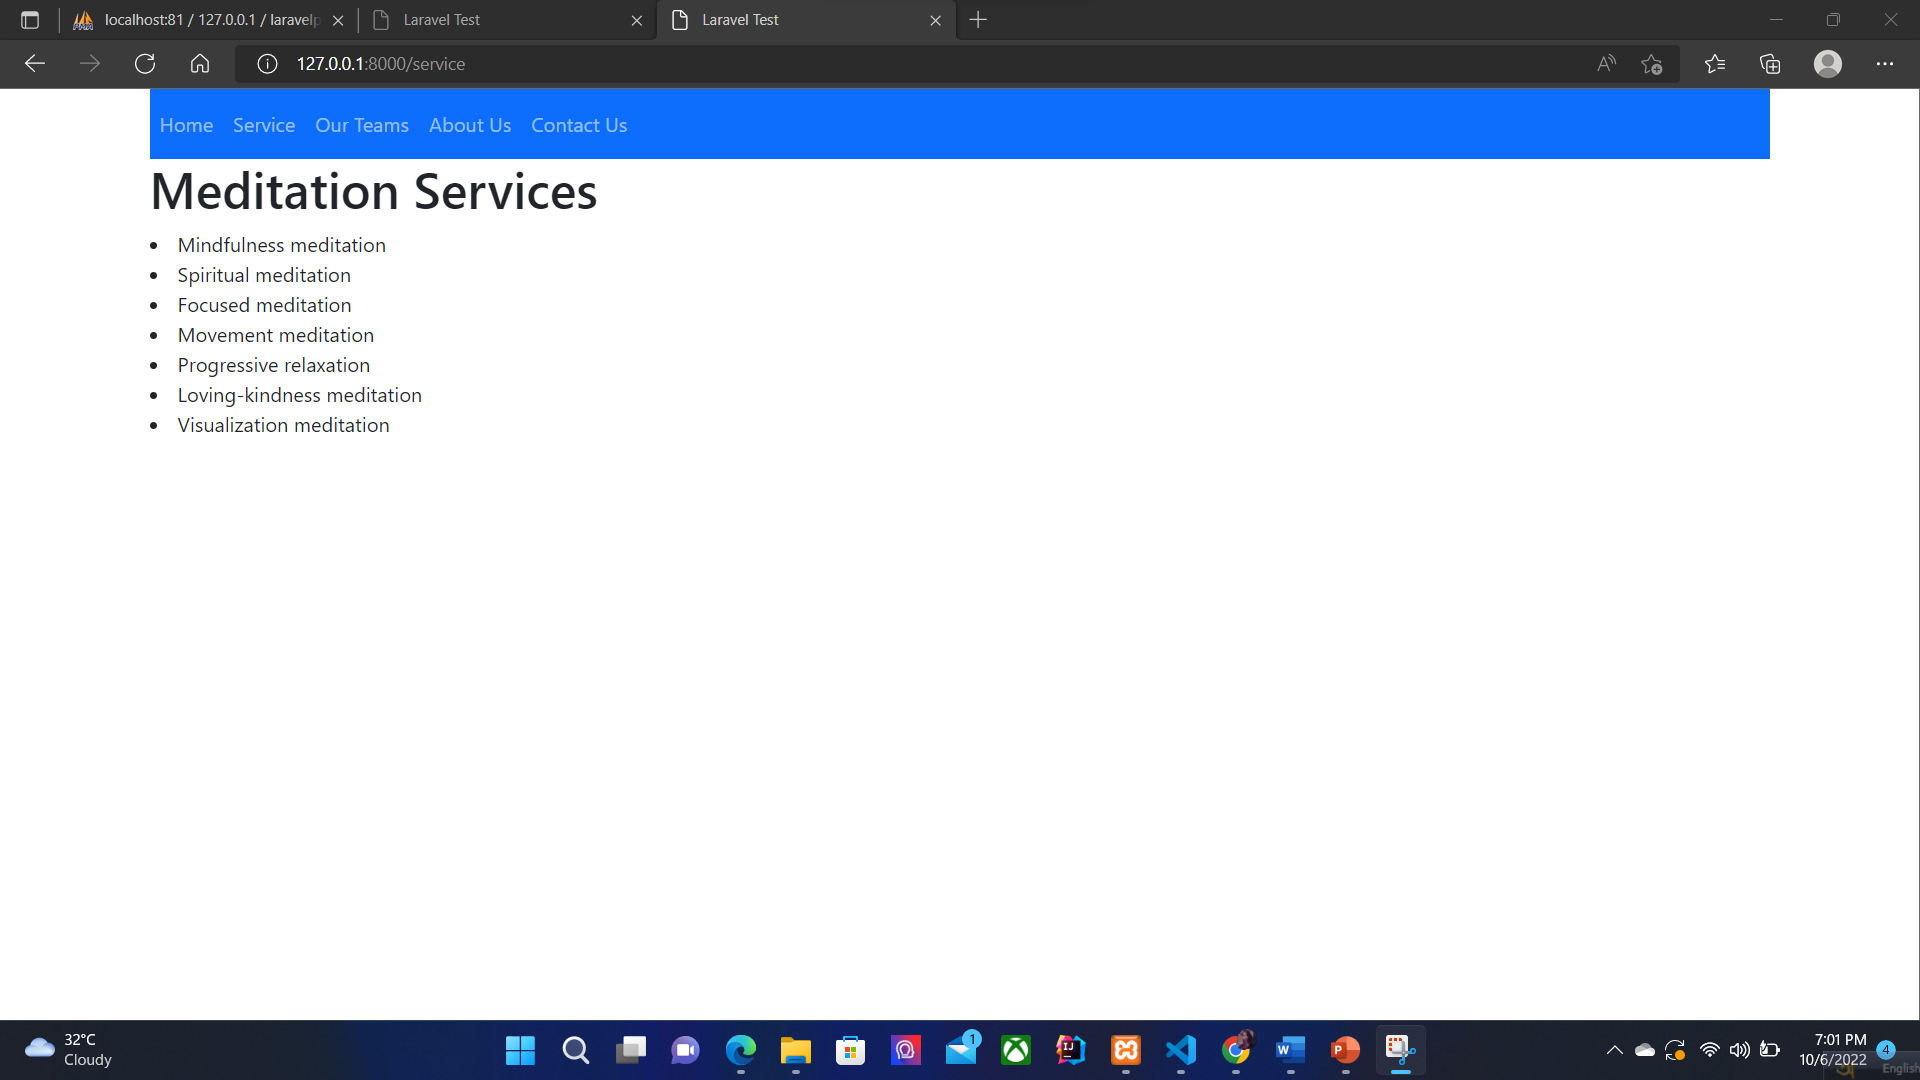 localhost:81 / 127.0.0.1 / laravelp
Laravel Test
Laravel Test
127.0.0.1:8000/service
Home Service Our Teams About Us Contact Us
Meditation Services
Mindfulness meditation
Spiritual meditation
Focused meditation
Movement meditation
Progressive relaxation
Loving-kindness meditation
Visualization meditation
32°C
Cloudy
1
7:01 PM
10/6/2022
4
English